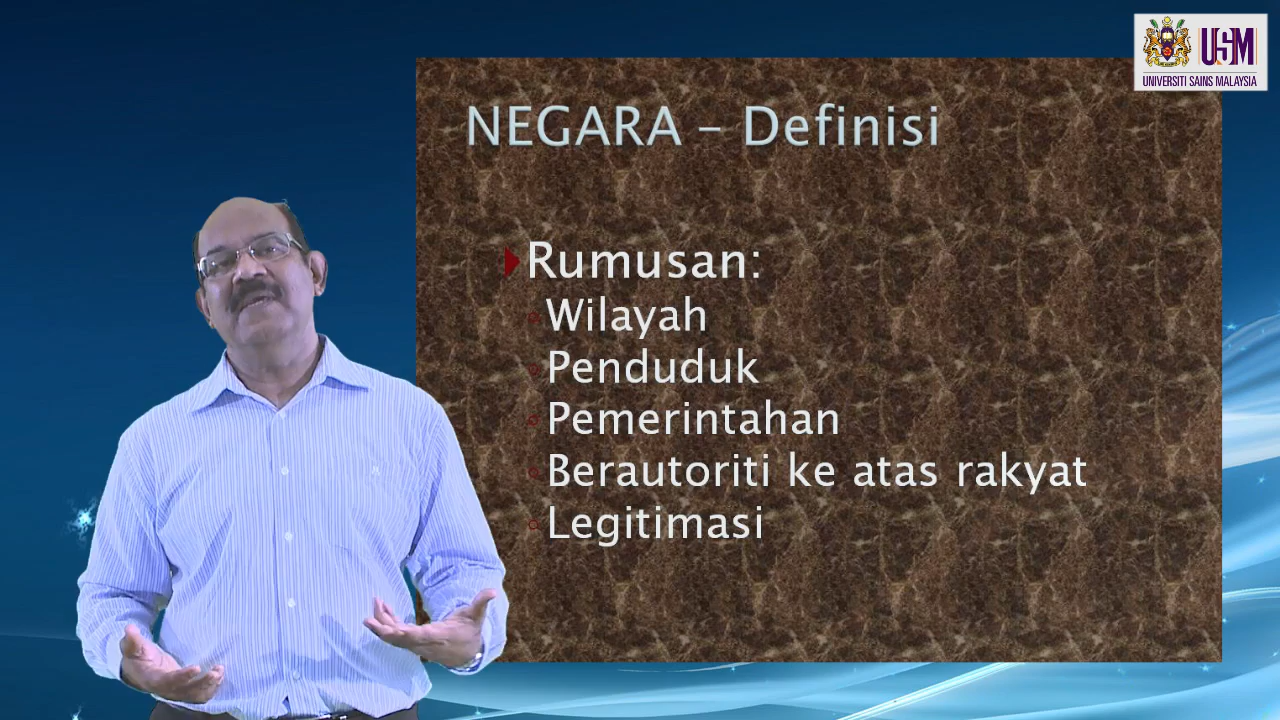 USM
UNIVERSITI SAINS MALAYSIA
NEGARA – Definisi
Rumusan:
Wilayah
Penduduk
Pemerintahan
Berautoriti ke atas rakyat
Legitimasi